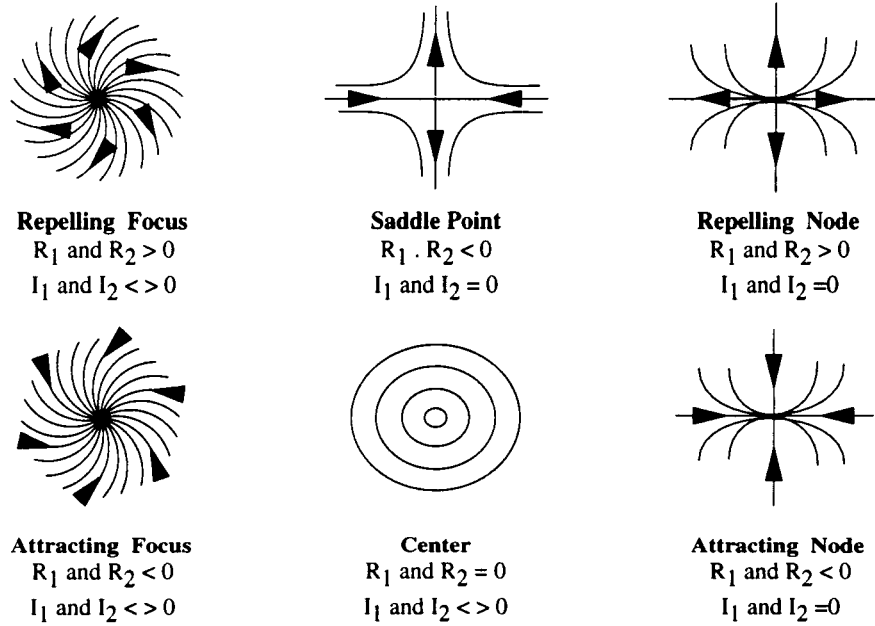 Repelling Focus
R1 and R2 > 0
I1 and I2 < > 0
Saddle Point
R1 . R2 < 0
I1 and I2 = 0
Repelling Node
R1 and R2 > 0
I1 and I2 =0
Attracting Focus
R1 and R2 < 0
I1 and I2 < > 0
Center
R1 and R2 = 0
I1 and I2 < > 0
Attracting Node
R1 and R2 < 0
I1 and I2 =0